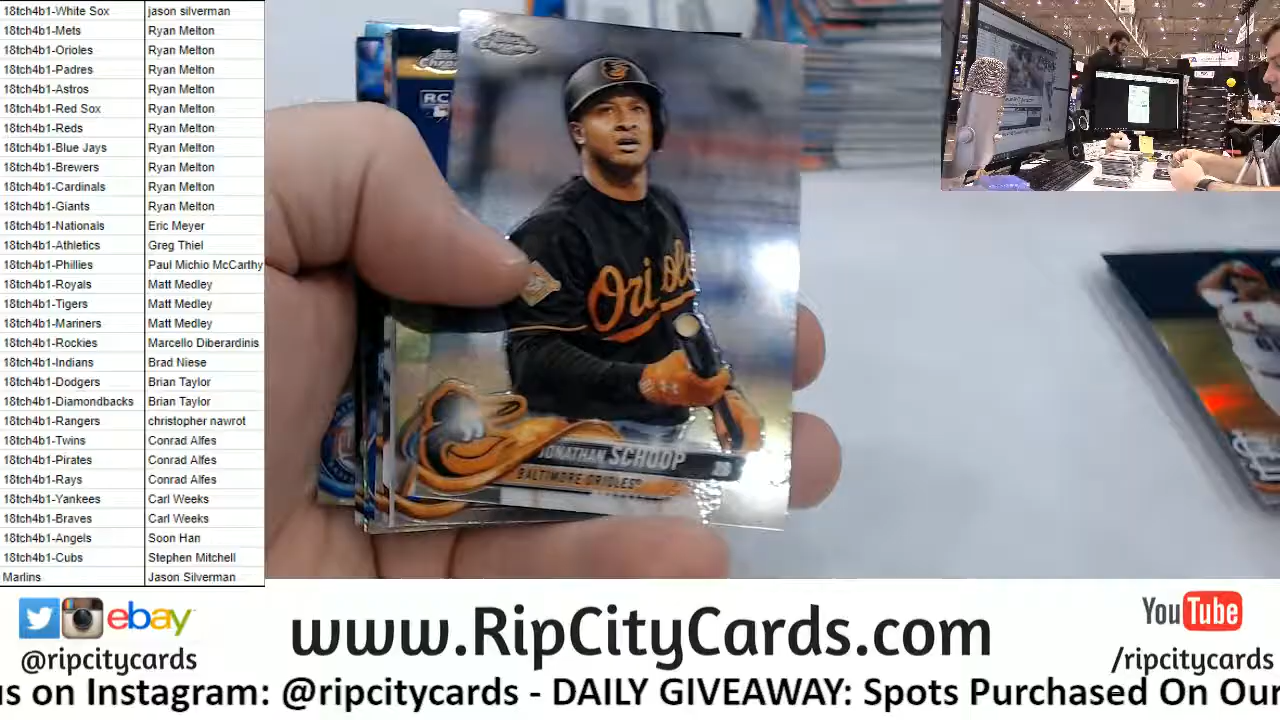 18tch4b1-White Sox jason silverman
18tch4b1-Mets Ryan Melton
18tch4b1-Orioles Ryan Melton
18tch4b1-Padres Ryan Melton
18tch4b1-Astros Ryan Melton
18tch4b1-Red Sox Ryan Melton
18tch4b1-Reds Ryan Melton
18tch4b1-Blue Jays Ryan Melton
18tch4b1-Brewers Ryan Melton
18tch4b1-Cardinals Ryan Melton
18tch4b1-Giants Ryan Melton
18tch4b1-Nationals Eric Meyer
18tch4b1-Athletics Greg Thiel
18tch4b1-Phillies Paul Michio McCarthy
18tch4b1-Royals Matt Medley
18tch4b1-Tigers Matt Medley
18tch4b1-Mariners Matt Medley
18tch4b1-Rockies Marcello Diberardinis
18tch4b1-Indians Brad Niese
18tch4b1-Dodgers Brian Taylor
18tch4b1-Diamondbacks Brian Taylor
18tch4b1-Rangers christopher nawrot
18tch4b1-Twins Conrad Alfes
18tch4b1-Pirates Conrad Alfes
18tch4b1-Rays Conrad Alfes
18tch4b1-Yankees Carl Weeks
18tch4b1-Braves Carl Weeks
18tch4b1-Angels Soon Han
18tch4b1-Cubs Stephen Mitchell
Marlins Jason Silverman
RC
Orioles
JONATHAN SCHOOP
BALTIMORE ORIOLES
ebay
@ripcitycards
www.RipCityCards.com
YouTube
/ripcitycards
us on Instagram: @ripcitycards - DAILY GIVEAWAY: Spots Purchased On Our